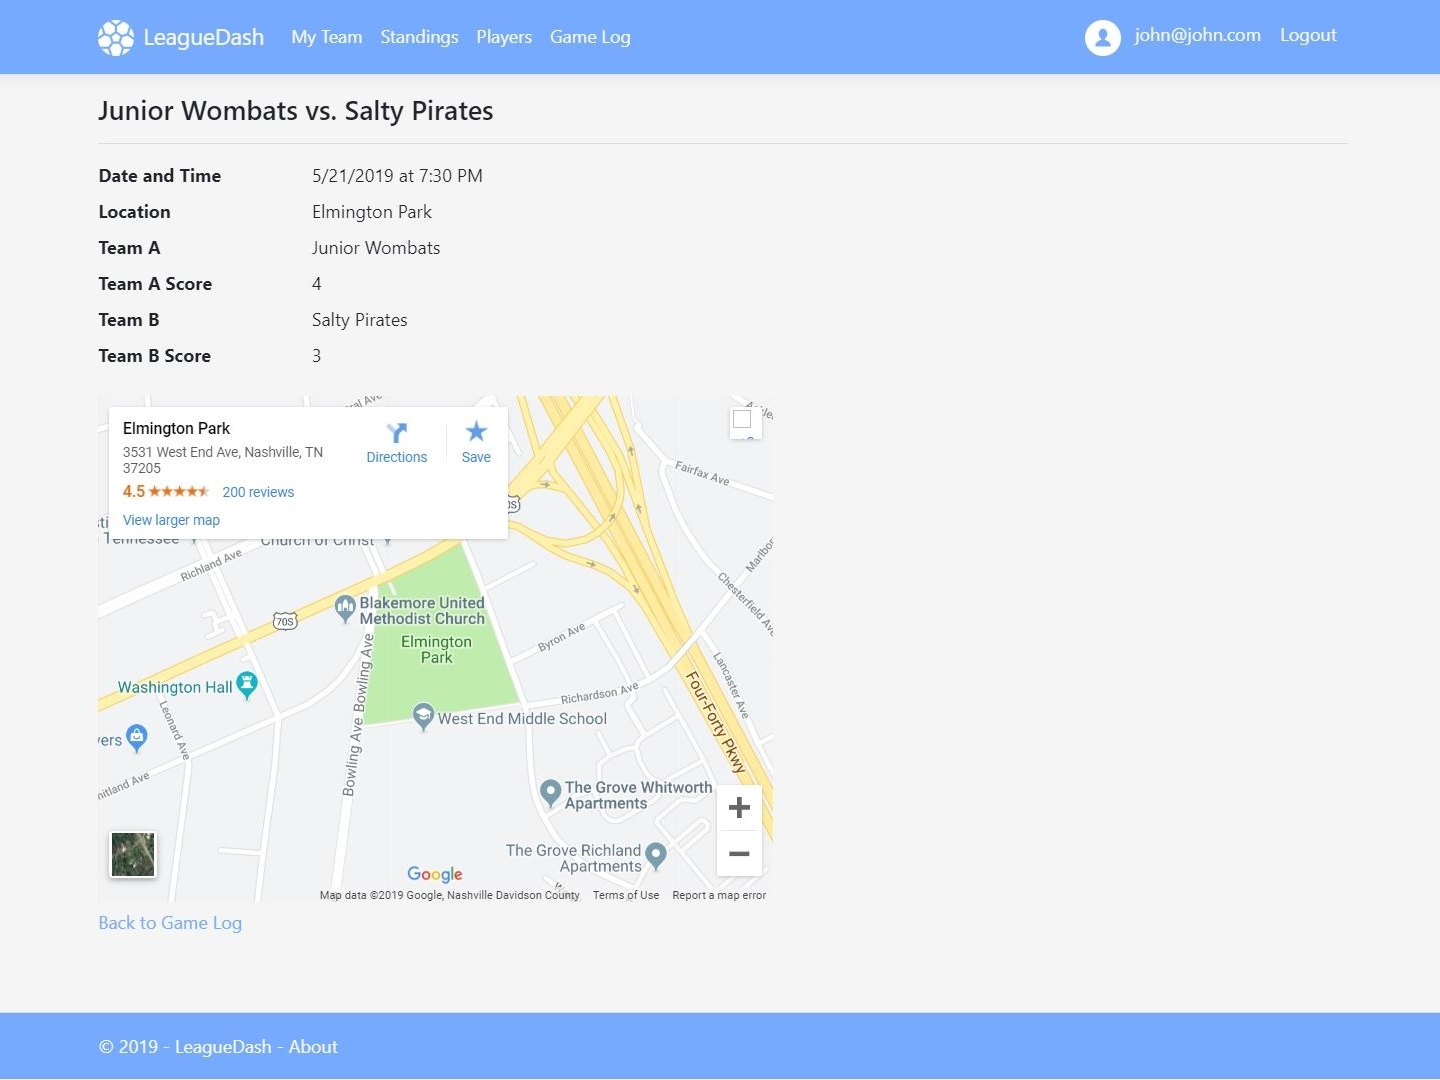 LeagueDash My Team Standings Players Game Log john@john.com Logout
Junior Wombats vs. Salty Pirates
Date and Time 5/21/2019 at 7:30 PM
Location Elmington Park
Team A Junior Wombats
Team A Score 4
Team B Salty Pirates
Team B Score 3
Elmington Park
3531 West End Ave, Nashville, TN
37205
4.5 200 reviews
View larger map
Directions
Save
Fairfax Ave
Tennessee
Church of Christ
Richland Ave
Chesterfield Ave
Blakemore United
Methodist Church
70S
Elmington
Park
Byron Ave
Bowling Ave
Bowling Ave
Lancaster Ave
Washington Hall
Richardson Ave
Four-Forty Pkwy
Leonard Ave
West End Middle School
The Grove Whitworth
Apartments
The Grove Richland
Apartments
Google
Map data ©2019 Google, Nashville Davidson County Terms of Use Report a map error
Back to Game Log
© 2019 - LeagueDash - About